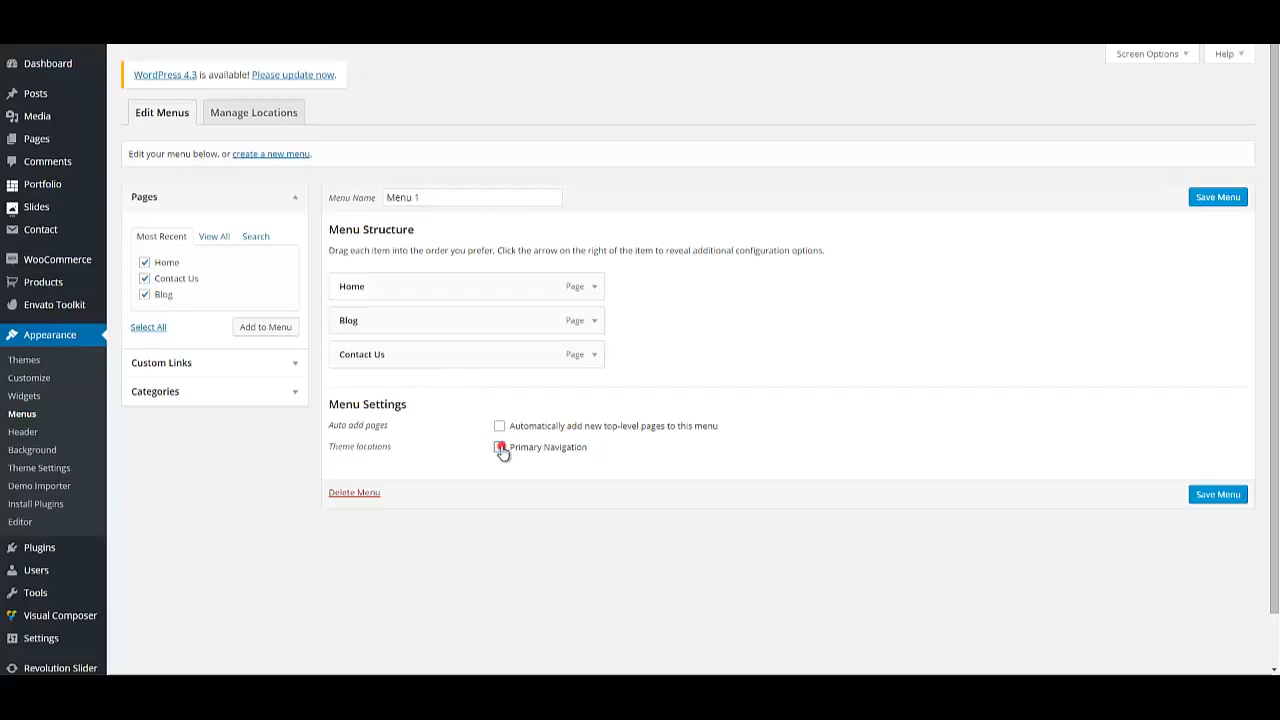 Screen Options
Help
WordPress 4.3 is available! Please update now.
Edit Menus
Manage Locations
Edit your menu below, or create a new menu.
Dashboard
Posts
Media
Pages
Comments
Portfolio
Slides
Contact
WooCommerce
Products
Envato Toolkit
Appearance
Themes
Customize
Widgets
Menus
Header
Background
Theme Settings
Demo Importer
Install Plugins
Editor
Plugins
Users
Tools
Visual Composer
Settings
Revolution Slider
Pages
Most Recent
View All
Search
Home
Contact Us
Blog
Select All
Add to Menu
Custom Links
Categories
Menu Name
Menu 1
Save Menu
Menu Structure
Drag each item into the order you prefer. Click the arrow on the right of the item to reveal additional configuration options.
Home
Page
Blog
Page
Contact Us
Page
Menu Settings
Auto add pages
Automatically add new top-level pages to this menu
Theme locations
Primary Navigation
Delete Menu
Save Menu